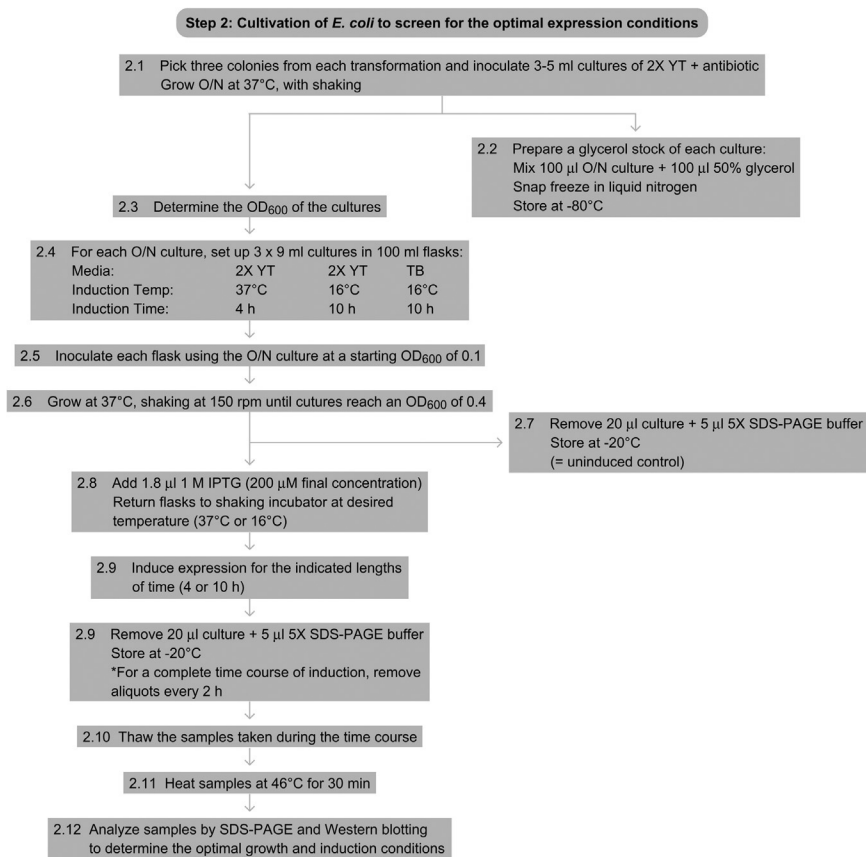 Step 2: Cultivation of E. coli to screen for the optimal expression conditions
2.1 Pick three colonies from each transformation and inoculate 3-5 ml cultures of 2X YT + antibiotic
Grow O/N at 37°C, with shaking
2.2 Prepare a glycerol stock of each culture:
Mix 100 µl O/N culture + 100 µl 50% glycerol
Snap freeze in liquid nitrogen
Store at -80°C
2.3 Determine the OD600 of the cultures
2.4 For each O/N culture, set up 3 x 9 ml cultures in 100 ml flasks:
Media: 2X YT 2X YT TB
Induction Temp: 37°C 16°C 16°C
Induction Time: 4 h 10 h 10 h
2.5 Inoculate each flask using the O/N culture at a starting OD600 of 0.1
2.6 Grow at 37°C, shaking at 150 rpm until cutures reach an OD600 of 0.4
2.7 Remove 20 µl culture + 5 µl 5X SDS-PAGE buffer
Store at -20°C
(= uninduced control)
2.8 Add 1.8 µl 1 M IPTG (200 µM final concentration)
Return flasks to shaking incubator at desired
temperature (37°C or 16°C)
2.9 Induce expression for the indicated lengths
of time (4 or 10 h)
2.9 Remove 20 µl culture + 5 µl 5X SDS-PAGE buffer
Store at -20°C
*For a complete time course of induction, remove
aliquots every 2 h
2.10 Thaw the samples taken during the time course
2.11 Heat samples at 46°C for 30 min
2.12 Analyze samples by SDS-PAGE and Western blotting
to determine the optimal growth and induction conditions